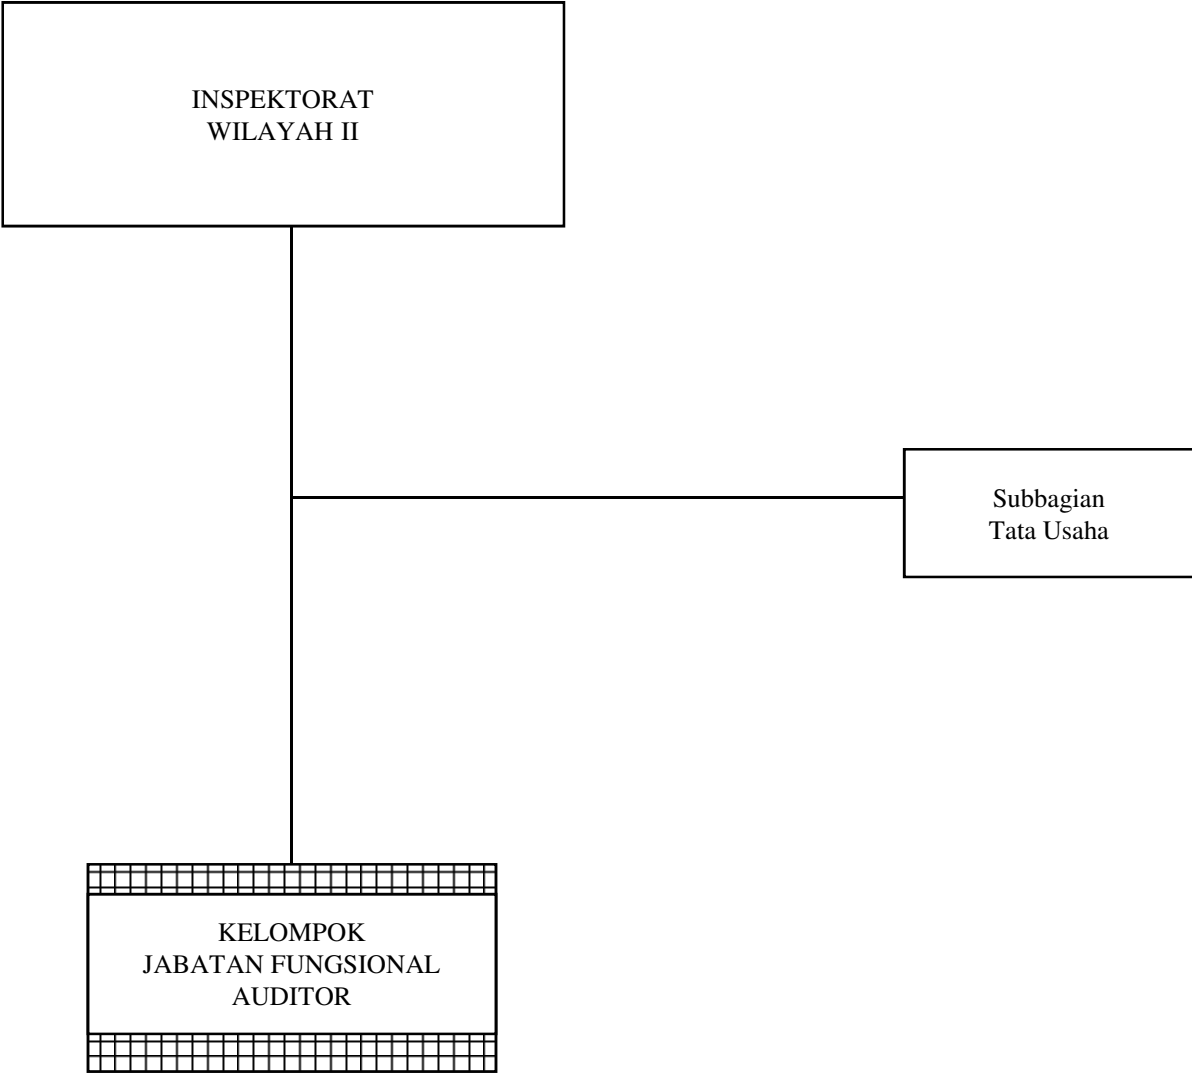 INSPEKTORAT
WILAYAH II
Subbagian
Tata Usaha
KELOMPOK
JABATAN FUNGSIONAL
AUDITOR